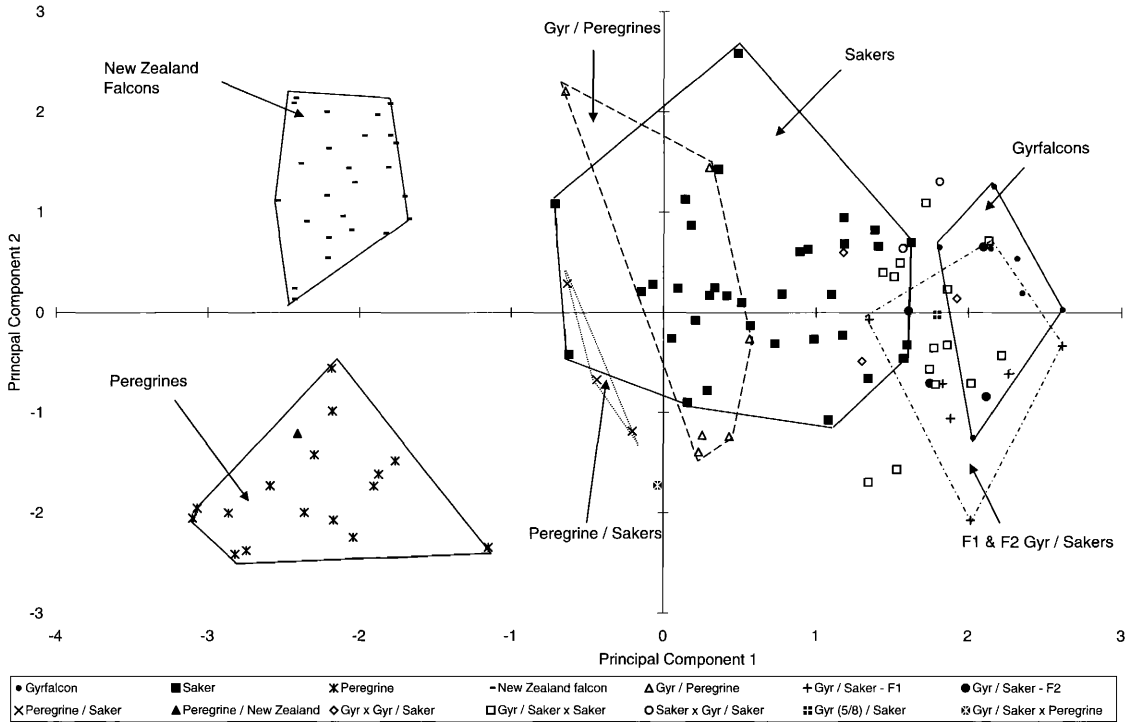 3
Gyr / Peregrines
Sakers
New Zealand
Falcons
2
Gyrfalcons
1
Principal Component 2
0
Peregrines
-1
-2
Peregrine / Sakers
F1 & F2 Gyr / Sakers
-3
-4 -3 -2 -1 0 1 2 3
Principal Component 1
Gyrfalcon Saker Peregrine New Zealand falcon Gyr / Peregrine Gyr / Saker - F1 Gyr / Saker - F2
Peregrine / Saker Peregrine / New Zealand Gyr x Gyr / Saker Gyr / Saker x Saker Saker x Gyr / Saker Gyr (5/8) / Saker Gyr / Saker x Peregrine